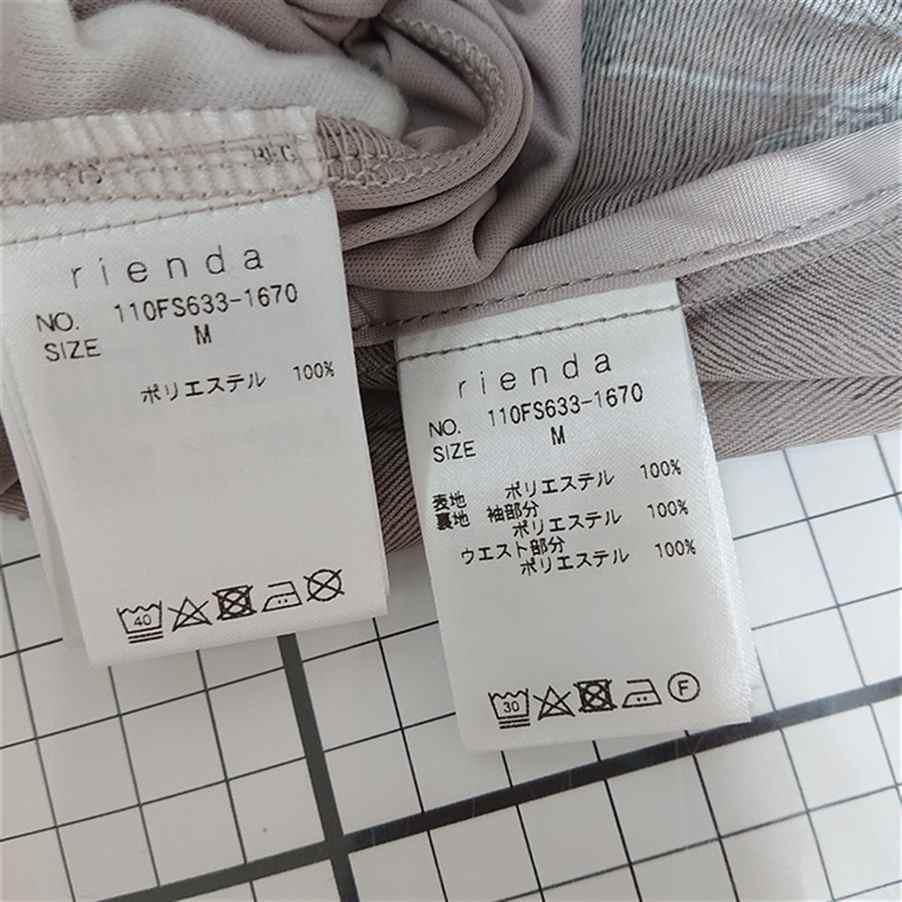 rienda
NO. 110FS633-1670
SIZE M
ポリエステル 100%
40
rienda
NO. 110FS633-1670
SIZE M
表地 ポリエステル 100%
裏地 袖部分
ポリエステル 100%
ウエスト部分
ポリエステル 100%
30
F